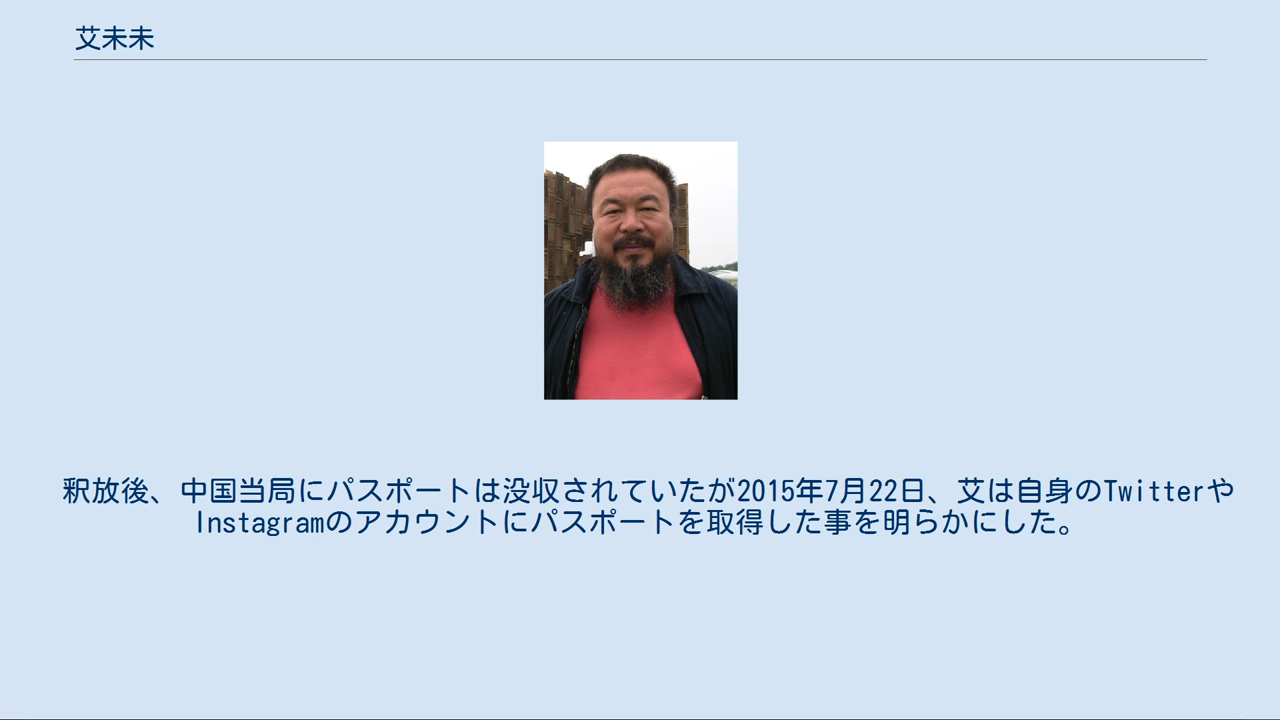 艾未未
釈放後、中国当局にパスポートは没収されていたが2015年7月22日、艾は自身のTwitterや
Instagramのアカウントにパスポートを取得した事を明らかにした。